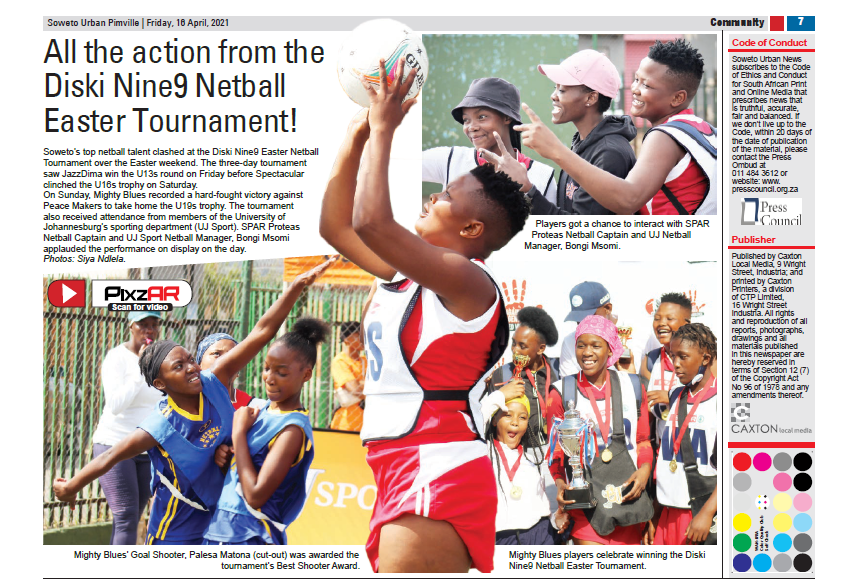 Soweto Urban Pimville | Friday, 16 April, 2021
Community 7
All the action from the
Diski Nine9 Netball
Easter Tournament!
Soweto's top netball talent clashed at the Diski Nine9 Easter Netball
Tournament over the Easter weekend. The three-day tournament
saw JazzDima win the U13s round on Friday before Spectacular
clinched the U16s trophy on Saturday.
On Sunday, Mighty Blues recorded a hard-fought victory against
Peace Makers to take home the U19s trophy. The tournament
also received attendance from members of the University of
Johannesburg's sporting department (UJ Sport). SPAR Proteas
Netball Captain and UJ Sport Netball Manager, Bongi Msomi
applauded the performance on display on the day.
Photos: Siya Ndlela.
PixzAR
Scan for video
Players got a chance to interact with SPAR
Proteas Netball Captain and UJ Netball
Manager, Bongi Msomi.
Mighty Blues' Goal Shooter, Palesa Matona (cut-out) was awarded the
tournament's Best Shooter Award.
Mighty Blues players celebrate winning the Diski
Nine9 Netball Easter Tournament.
Code of Conduct
Soweto Urban News
subscribes to the Code
of Ethics and Conduct
for South African Print
and Online Media that
prescribes news that
is truthful, accurate,
fair and balanced. If
we don't live up to the
Code, within 20 days of
the date of publication
of the material, please
contact the Press
Ombud at
011 484 3612 or
website: www.
presscouncil.org.za
Press
Council
Publisher
Published by Caxton
Local Media, 9 Wright
Street, Industria; and
printed by Caxton
Printers, a division
of CTP Limited,
16 Wright Street
Industria. All rights
and reproduction of all
reports, photographs,
drawings and all
materials published
in this newspaper are
hereby reserved in
terms of Section 12 (7)
of the Copyright Act
No 96 of 1978 and any
amendments thereof.
CAXTON local media